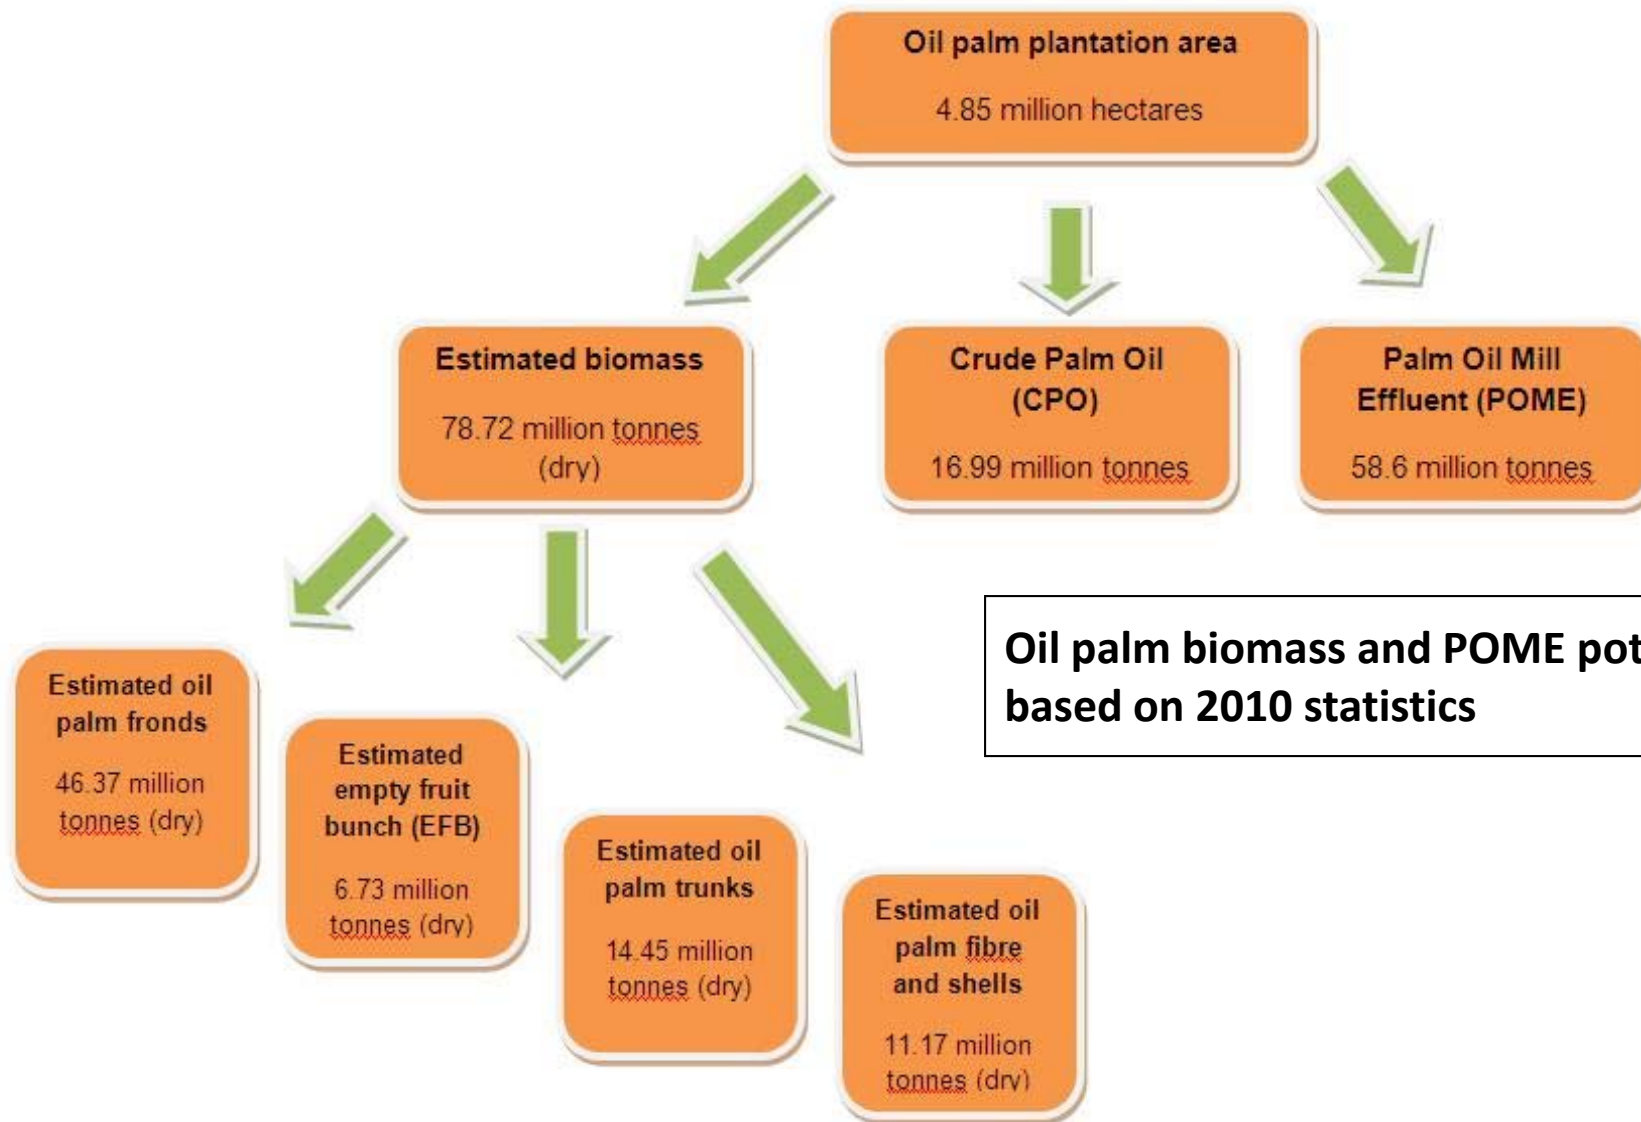 Oil palm plantation area
4.85 million hectares
Estimated biomass
78.72 million tonnes
(dry)
Crude Palm Oil
(CPO)
16.99 million tonnes
Palm Oil Mill
Effluent (POME)
58.6 million tonnes
Oil palm biomass and POME pot
based on 2010 statistics
Estimated oil
palm fronds
46.37 million
tonnes (dry)
Estimated
empty fruit
bunch (EFB)
6.73 million
tonnes (dry)
Estimated oil
palm trunks
14.45 million
tonnes (dry)
Estimated oil
palm fibre
and shells
11.17 million
tonnes (dry)